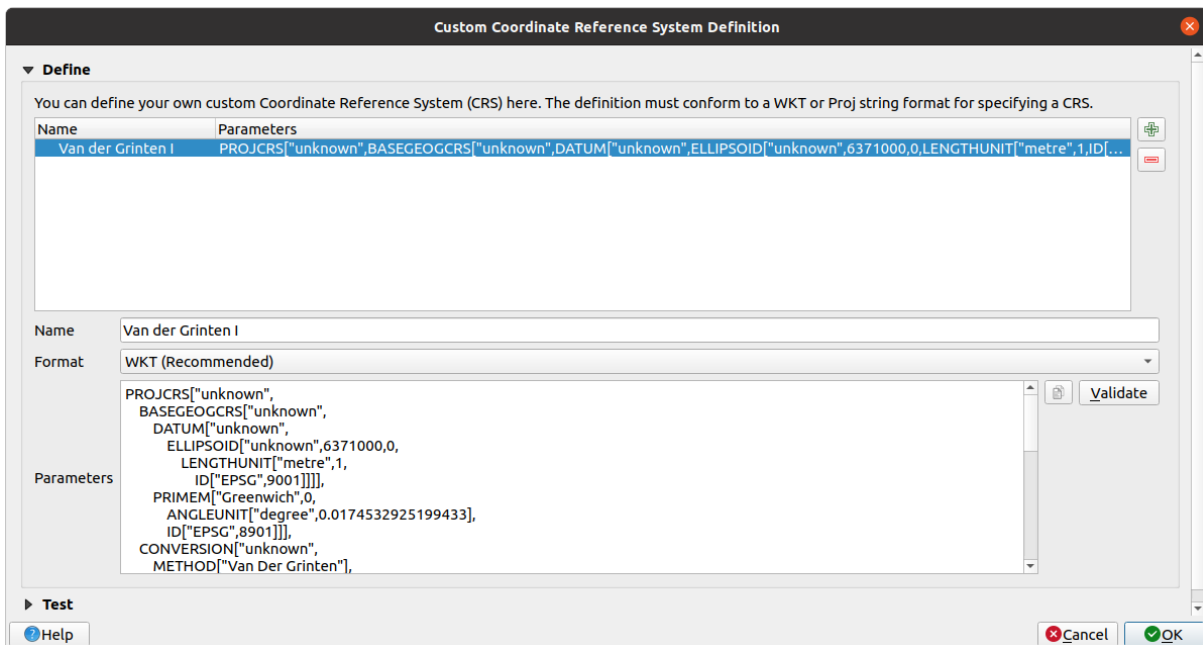 Custom Coordinate Reference System Definition
Define
You can define your own custom Coordinate Reference System (CRS) here. The definition must conform to a WKT or Proj string format for specifying a CRS.
Name Parameters
Van der Grinten I PROJCRS["unknown",BASEGEOGCRS["unknown",DATUM["unknown",ELLIPSOID["unknown",6371000,0,LENGTHUNIT["metre",1,ID[...
Name Van der Grinten I
Format WKT (Recommended)
Parameters
PROJCRS["unknown",
BASEGEOGCRS["unknown",
DATUM["unknown",
ELLIPSOID["unknown",6371000,0,
LENGTHUNIT["metre",1,
ID["EPSG",9001]]]],
PRIMEM["Greenwich",0,
ANGLEUNIT["degree",0.0174532925199433],
ID["EPSG",8901]]],
CONVERSION["unknown",
METHOD["Van Der Grinten"],
Validate
Test
Help Cancel OK